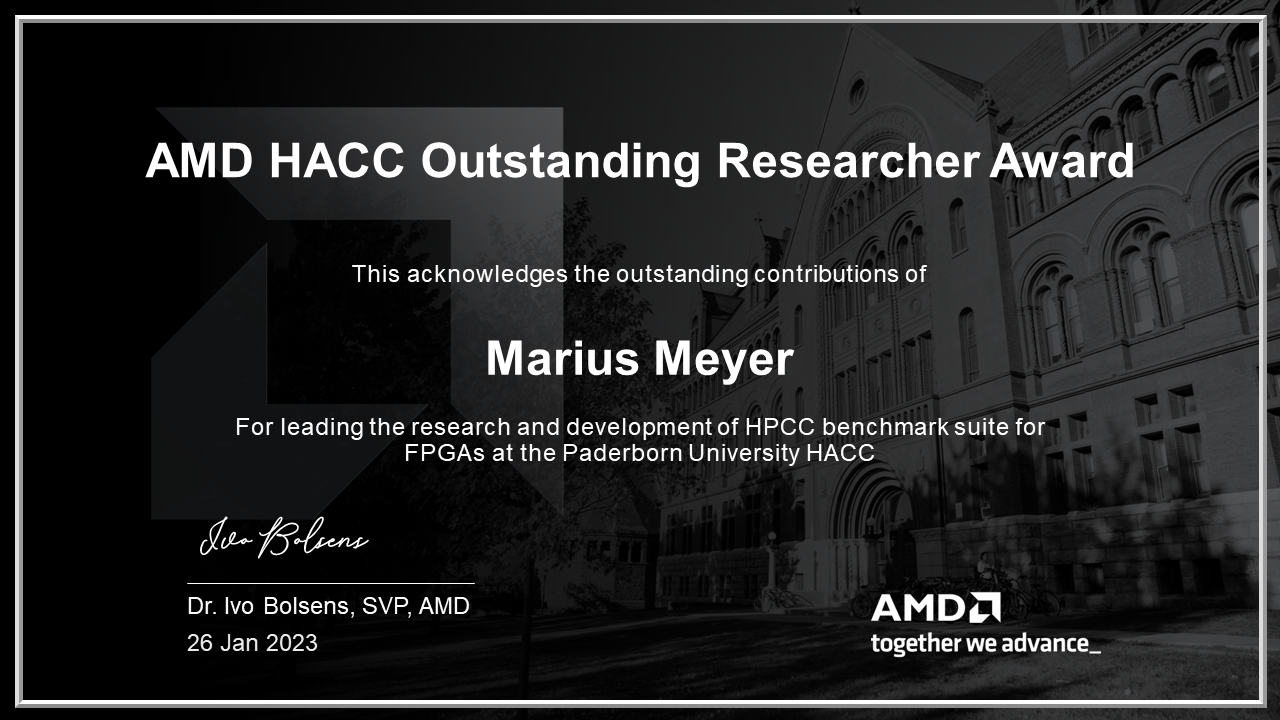 AMD HACC Outstanding Researcher Award
This acknowledges the outstanding contributions of
Marius Meyer
For leading the research and development of HPCC benchmark suite for
FPGAs at the Paderborn University HACC
Ivo Bolsens
Dr. Ivo Bolsens, SVP, AMD
26 Jan 2023
AMD
together we advance_